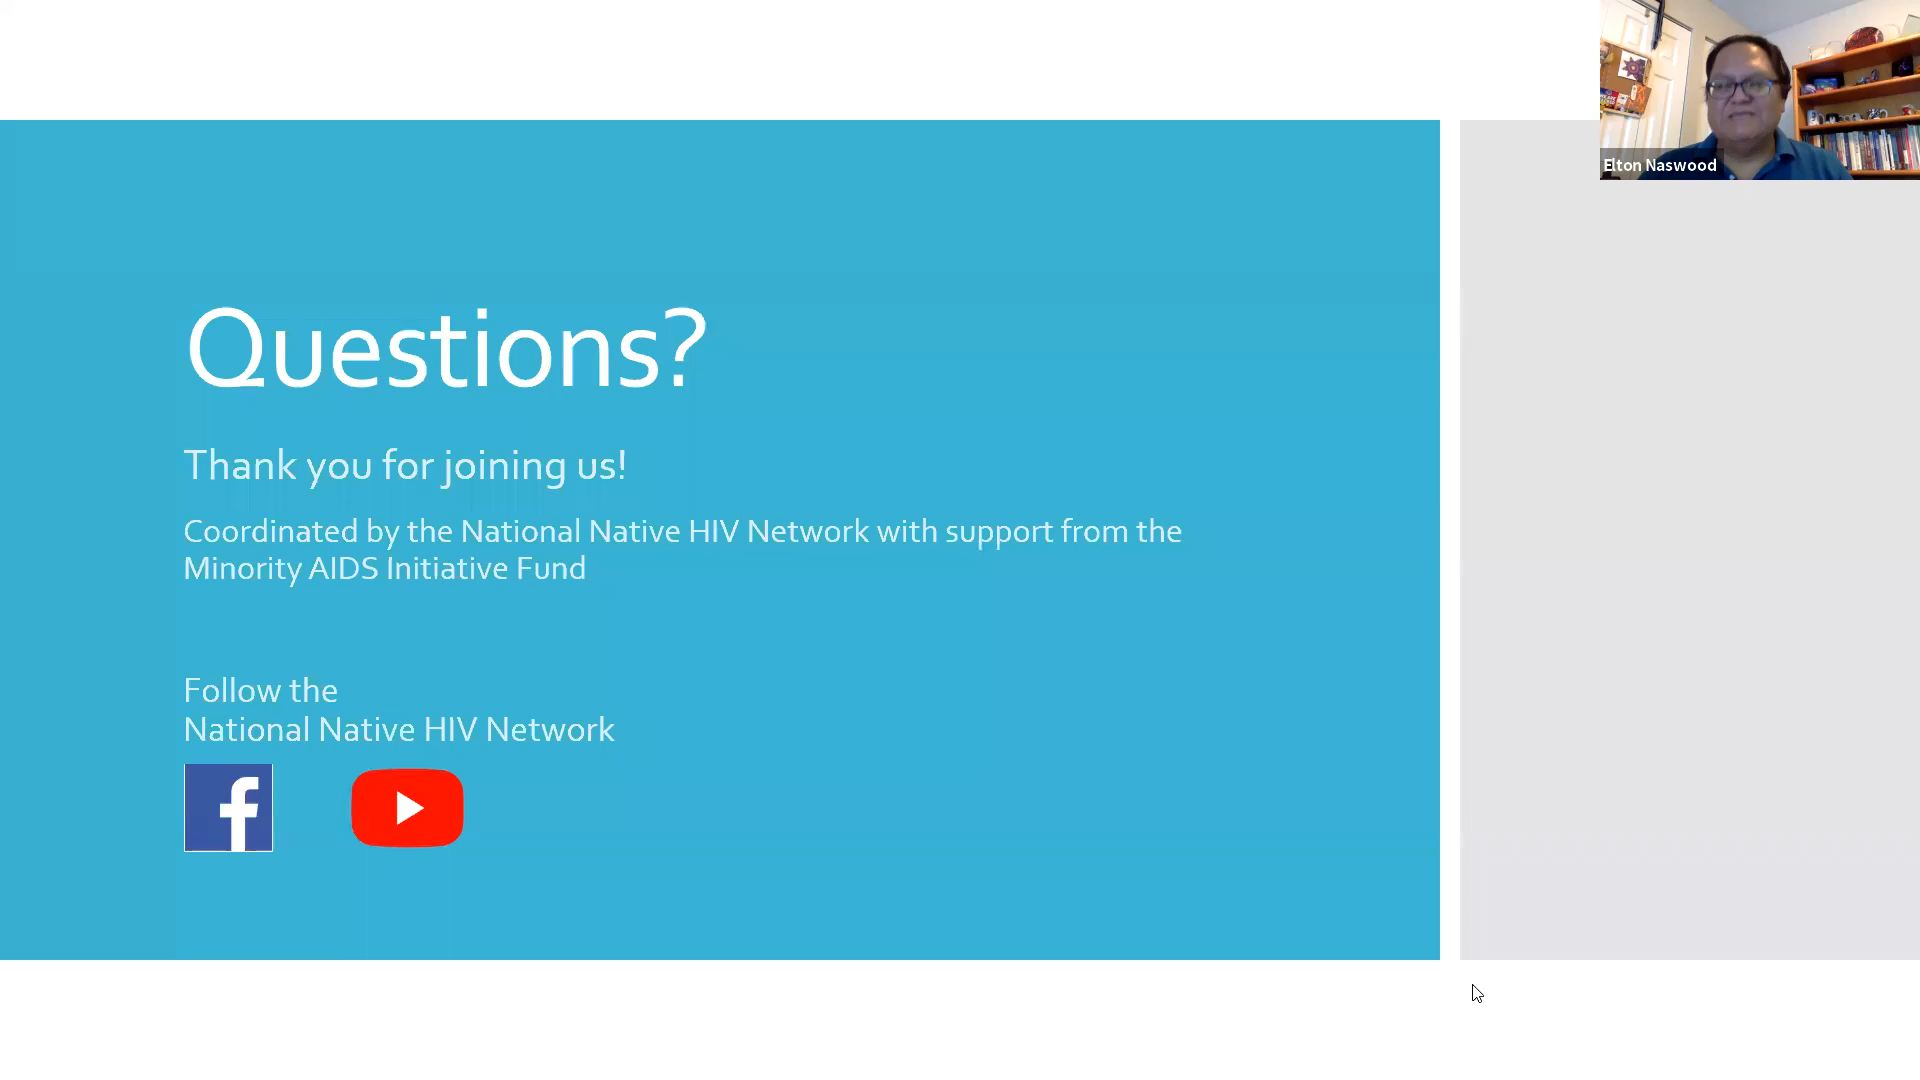 Elton Naswood
Questions?
Thank you for joining us!
Coordinated by the National Native HIV Network with support from the
Minority AIDS Initiative Fund
Follow the
National Native HIV Network